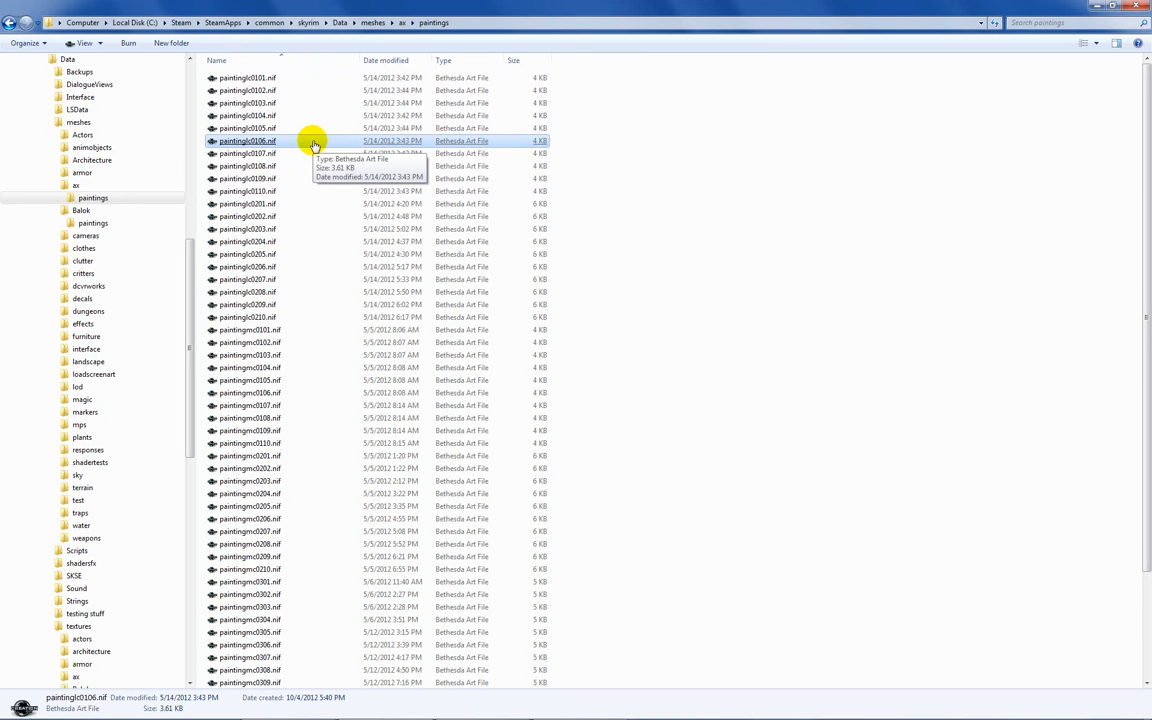 Computer Local Disk (C:) Steam SteamApps common skyrim Data meshes ax paintings Search paintings
Organize View Burn New folder
Data
Backups
DialogueViews
Interface
LSData
meshes
Actors
animobjects
Architecture
armor
ax
paintings
Balok
paintings
cameras
clothes
clutter
critters
dcvrworks
decals
dungeons
effects
furniture
interface
landscape
loadscreenart
lod
magic
markers
mps
plants
responses
shadertests
sky
terrain
test
traps
water
weapons
Scripts
shadersfx
SKSE
Sound
Strings
testing stuff
textures
actors
architecture
armor
ax
Name Date modified Type Size
paintinglc0101.nif 5/14/2012 3:42 PM Bethesda Art File 4 KB
paintinglc0102.nif 5/14/2012 3:44 PM Bethesda Art File 4 KB
paintinglc0103.nif 5/14/2012 3:44 PM Bethesda Art File 4 KB
paintinglc0104.nif 5/14/2012 3:42 PM Bethesda Art File 4 KB
paintinglc0105.nif 5/14/2012 3:44 PM Bethesda Art File 4 KB
paintinglc0106.nif 5/14/2012 3:43 PM Bethesda Art File 4 KB
paintinglc0107.nif Bethesda Art File 4 KB
paintinglc0108.nif Bethesda Art File 4 KB
paintinglc0109.nif Bethesda Art File 4 KB
paintinglc0110.nif 5/14/2012 3:43 PM Bethesda Art File 4 KB
paintinglc0201.nif 5/14/2012 4:20 PM Bethesda Art File 6 KB
paintinglc0202.nif 5/14/2012 4:48 PM Bethesda Art File 6 KB
paintinglc0203.nif 5/14/2012 5:02 PM Bethesda Art File 6 KB
paintinglc0204.nif 5/14/2012 4:37 PM Bethesda Art File 6 KB
paintinglc0205.nif 5/14/2012 4:30 PM Bethesda Art File 6 KB
paintinglc0206.nif 5/14/2012 5:17 PM Bethesda Art File 6 KB
paintinglc0207.nif 5/14/2012 5:33 PM Bethesda Art File 6 KB
paintinglc0208.nif 5/14/2012 5:50 PM Bethesda Art File 6 KB
paintinglc0209.nif 5/14/2012 6:02 PM Bethesda Art File 6 KB
paintinglc0210.nif 5/14/2012 6:17 PM Bethesda Art File 6 KB
paintingmc0101.nif 5/5/2012 8:06 AM Bethesda Art File 4 KB
paintingmc0102.nif 5/5/2012 8:07 AM Bethesda Art File 4 KB
paintingmc0103.nif 5/5/2012 8:07 AM Bethesda Art File 4 KB
paintingmc0104.nif 5/5/2012 8:08 AM Bethesda Art File 4 KB
paintingmc0105.nif 5/5/2012 8:08 AM Bethesda Art File 4 KB
paintingmc0106.nif 5/5/2012 8:08 AM Bethesda Art File 4 KB
paintingmc0107.nif 5/5/2012 8:14 AM Bethesda Art File 4 KB
paintingmc0108.nif 5/5/2012 8:14 AM Bethesda Art File 4 KB
paintingmc0109.nif 5/5/2012 8:14 AM Bethesda Art File 4 KB
paintingmc0110.nif 5/5/2012 8:15 AM Bethesda Art File 4 KB
paintingmc0201.nif 5/5/2012 1:20 PM Bethesda Art File 6 KB
paintingmc0202.nif 5/5/2012 1:22 PM Bethesda Art File 6 KB
paintingmc0203.nif 5/5/2012 2:12 PM Bethesda Art File 6 KB
paintingmc0204.nif 5/5/2012 3:22 PM Bethesda Art File 6 KB
paintingmc0205.nif 5/5/2012 3:35 PM Bethesda Art File 6 KB
paintingmc0206.nif 5/5/2012 4:55 PM Bethesda Art File 6 KB
paintingmc0207.nif 5/5/2012 5:08 PM Bethesda Art File 6 KB
paintingmc0208.nif 5/5/2012 5:52 PM Bethesda Art File 6 KB
paintingmc0209.nif 5/5/2012 6:21 PM Bethesda Art File 6 KB
paintingmc0210.nif 5/5/2012 6:55 PM Bethesda Art File 6 KB
paintingmc0301.nif 5/6/2012 11:40 AM Bethesda Art File 5 KB
paintingmc0302.nif 5/6/2012 2:27 PM Bethesda Art File 5 KB
paintingmc0303.nif 5/6/2012 2:28 PM Bethesda Art File 5 KB
paintingmc0304.nif 5/6/2012 3:51 PM Bethesda Art File 5 KB
paintingmc0305.nif 5/12/2012 3:15 PM Bethesda Art File 5 KB
paintingmc0306.nif 5/12/2012 3:39 PM Bethesda Art File 5 KB
paintingmc0307.nif 5/12/2012 4:17 PM Bethesda Art File 5 KB
paintingmc0308.nif 5/12/2012 4:50 PM Bethesda Art File 5 KB
paintingmc0309.nif 5/12/2012 7:16 PM Bethesda Art File 5 KB
Type: Bethesda Art File
Size: 3.61 KB
Date modified: 5/14/2012 3:43 PM
paintinglc0106.nif Date modified: 5/14/2012 3:43 PM Date created: 10/4/2012 5:40 PM
Bethesda Art File Size: 3.61 KB